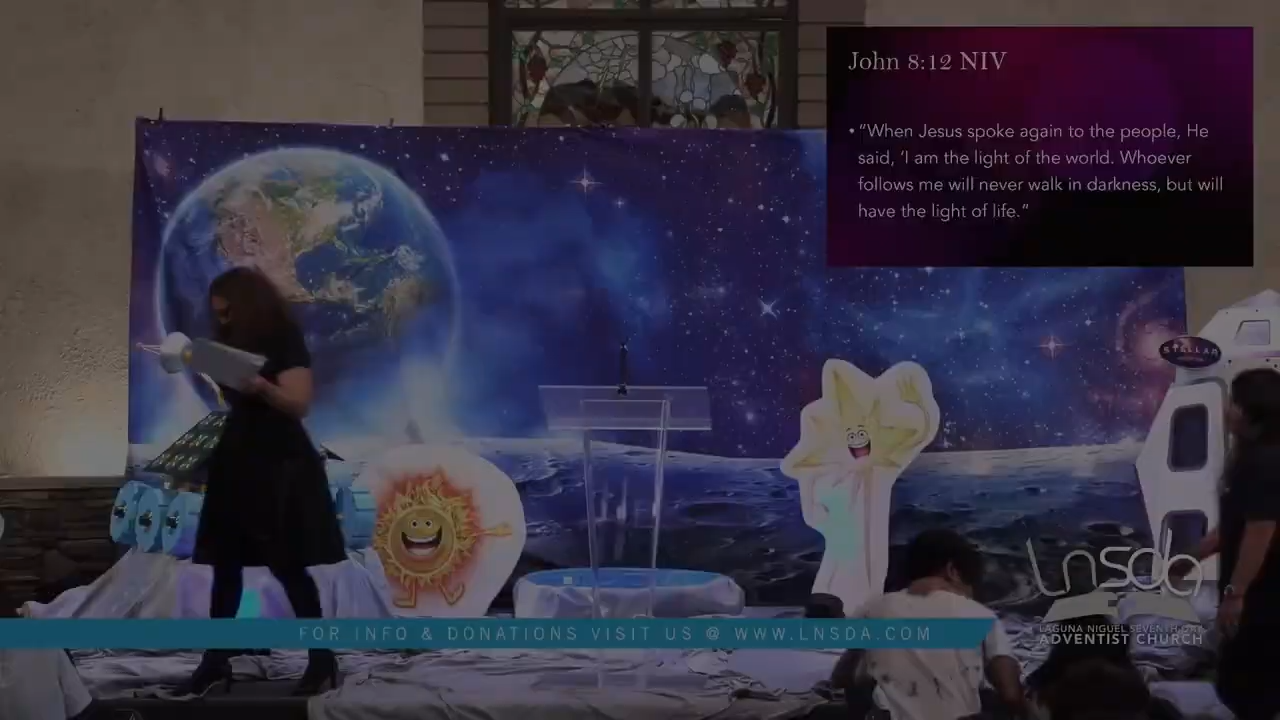 John 8:12 NIV
• “When Jesus spoke again to the people, He
said, ‘I am the light of the world. Whoever
follows me will never walk in darkness, but will
have the light of life.”
STELLAR
FOR INFO & DONATIONS VISIT US @ WWW.LNSDA.COM
Lnsda
LAGUNA NIGUEL SEVENTH-DAY
ADVENTIST CHURCH